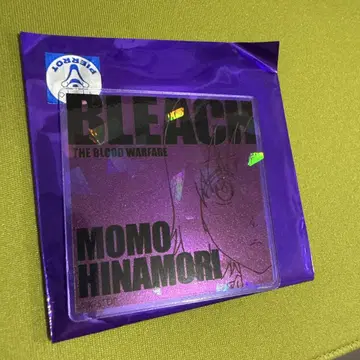 PIERROT
BLEACH
THE BLOOD WARFARE
MOMO
HINAMORI